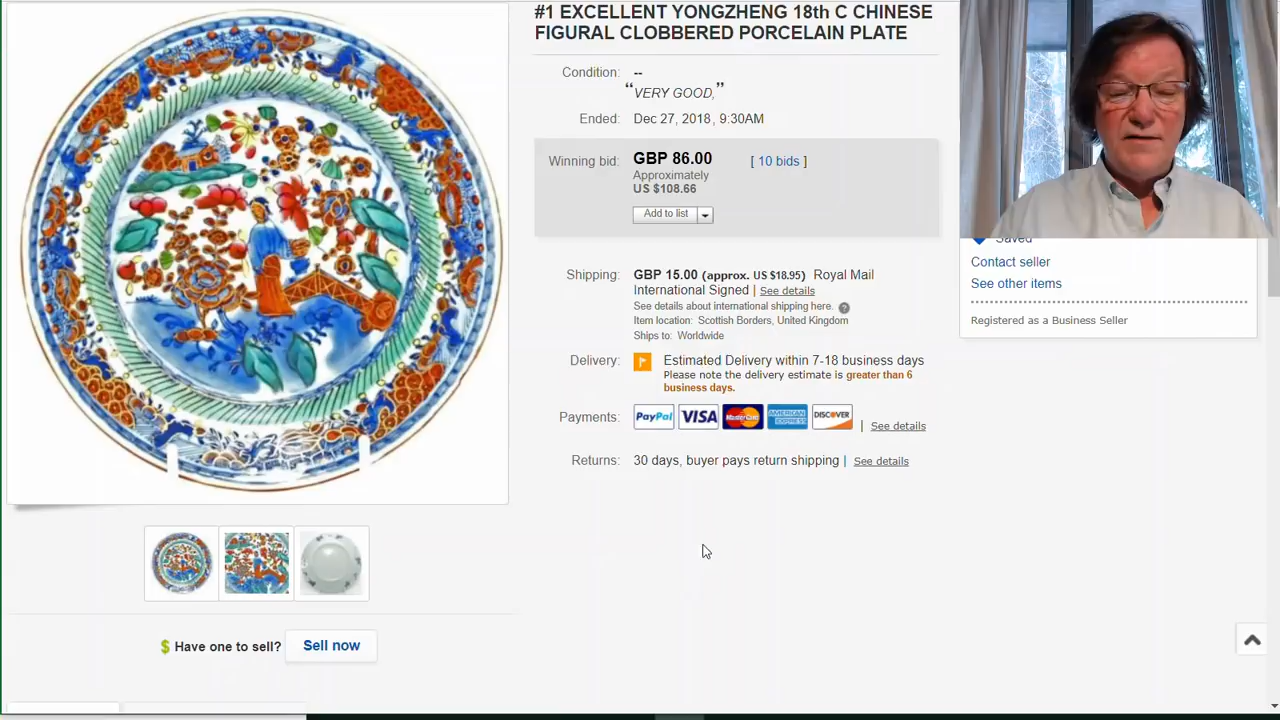 #1 EXCELLENT YONGZHENG 18th C CHINESE
FIGURAL CLOBBERED PORCELAIN PLATE
Condition: --
“VERY GOOD,”
Ended: Dec 27, 2018, 9:30AM
Winning bid: GBP 86.00 [ 10 bids ]
Approximately
US $108.66
Add to list
Shipping: GBP 15.00 (approx. US $18.95) Royal Mail
International Signed | See details
See details about international shipping here. ?
Item location: Scottish Borders, United Kingdom
Ships to: Worldwide
Delivery: Estimated Delivery within 7-18 business days
Please note the delivery estimate is greater than 6
business days.
Payments: PayPal VISA MasterCard AMERICAN EXPRESS DISCOVER | See details
Returns: 30 days, buyer pays return shipping | See details
Saved
Contact seller
See other items
Registered as a Business Seller
$ Have one to sell? Sell now